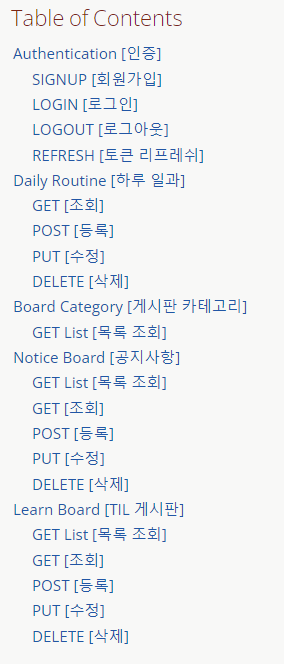 Table of Contents
Authentication [인증]
SIGNUP [회원가입]
LOGIN [로그인]
LOGOUT [로그아웃]
REFRESH [토큰 리프레쉬]
Daily Routine [하루 일과]
GET [조회]
POST [등록]
PUT [수정]
DELETE [삭제]
Board Category [게시판 카테고리]
GET List [목록 조회]
Notice Board [공지사항]
GET List [목록 조회]
GET [조회]
POST [등록]
PUT [수정]
DELETE [삭제]
Learn Board [TIL 게시판]
GET List [목록 조회]
GET [조회]
POST [등록]
PUT [수정]
DELETE [삭제]